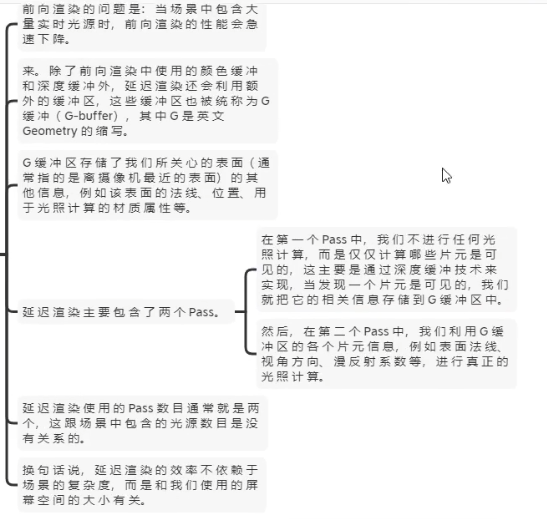 前向渲染的问题是：当场景中包含大
量实时光源时，前向渲染的性能会急
速下降。
来。除了前向渲染中使用的颜色缓冲
和深度缓冲外，延迟渲染还会利用额
外的缓冲区，这些缓冲区也被统称为G
缓冲（G-buffer），其中G是英文
Geometry的缩写。
G缓冲区存储了我们所关心的表面（通
常指的是离摄像机最近的表面）的其
他信息，例如该表面的法线、位置、用
于光照计算的材质属性等。
延迟渲染主要包含了两个Pass。
在第一个Pass中，我们不进行任何光
照计算，而是仅仅计算哪些片元是可
见的，这主要是通过深度缓冲技术来
实现，当发现一个片元是可见的，我们
就把它的相关信息存储到G缓冲区中。
然后，在第二个Pass中，我们利用G缓
冲区的各个片元信息，例如表面法线、
视角方向、漫反射系数等，进行真正的
光照计算。
延迟渲染使用的Pass数目通常就是两
个，这跟场景中包含的光源数目是没
有关系的。
换句话说，延迟渲染的效率不依赖于
场景的复杂度，而是和我们使用的屏
幕空间的大小有关。